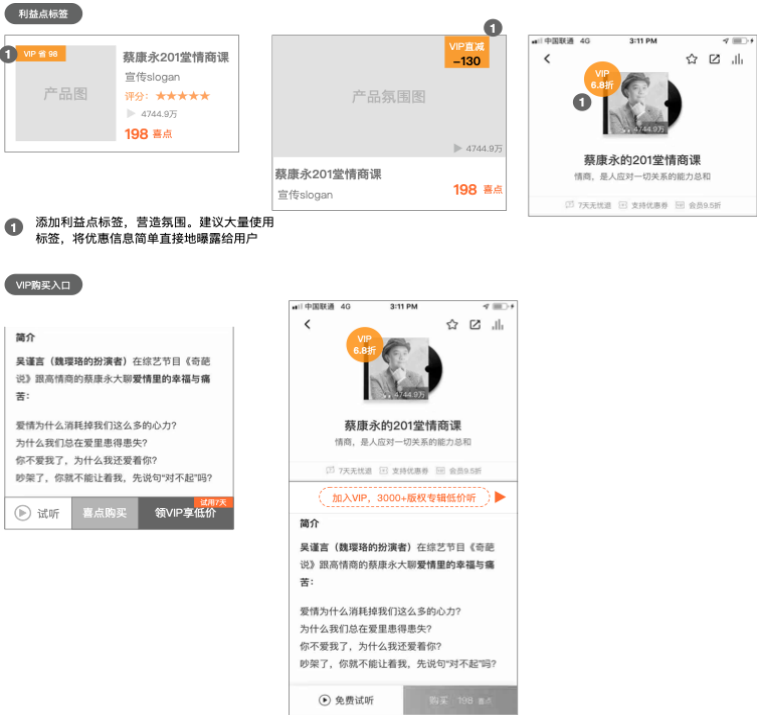 利益点标签
1
VIP 省 98
产品图
蔡康永201堂情商课
宣传slogan
评分：★★★★★
4744.9万
198 喜点
1
VIP直减
-130
产品氛围图
4744.9万
蔡康永201堂情商课
宣传slogan
198 喜点
中国联通 4G 3:11 PM
VIP
6.8折
1
4744.9万
蔡康永的201堂情商课
情商，是人应对一切关系的能力总和
7天无忧退 支持优惠券 会员9.5折
1 添加利益点标签，营造氛围。建议大量使用
标签，将优惠信息简单直接地曝露给用户
VIP购买入口
简介
吴谨言（魏璎珞的扮演者）在综艺节目《奇葩
说》跟高情商的蔡康永大聊爱情里的幸福与痛
苦：
爱情为什么消耗掉我们这么多的心力？
为什么我们总在爱里患得患失？
你不爱我了，为什么我还爱着你？
吵架了，你就不能让着我，先说句“对不起”吗？
试用7天
试听 喜点购买 领VIP享低价
中国联通 4G 3:11 PM
VIP
6.8折
4744.9万
蔡康永的201堂情商课
情商，是人应对一切关系的能力总和
7天无忧退 支持优惠券 会员9.5折
加入VIP，3000+版权专辑低价听
简介
吴谨言（魏璎珞的扮演者）在综艺节目《奇葩
说》跟高情商的蔡康永大聊爱情里的幸福与痛
苦：
爱情为什么消耗掉我们这么多的心力？
为什么我们总在爱里患得患失？
你不爱我了，为什么我还爱着你？
吵架了，你就不能让着我，先说句“对不起”吗？
免费试听 购买 198 喜点